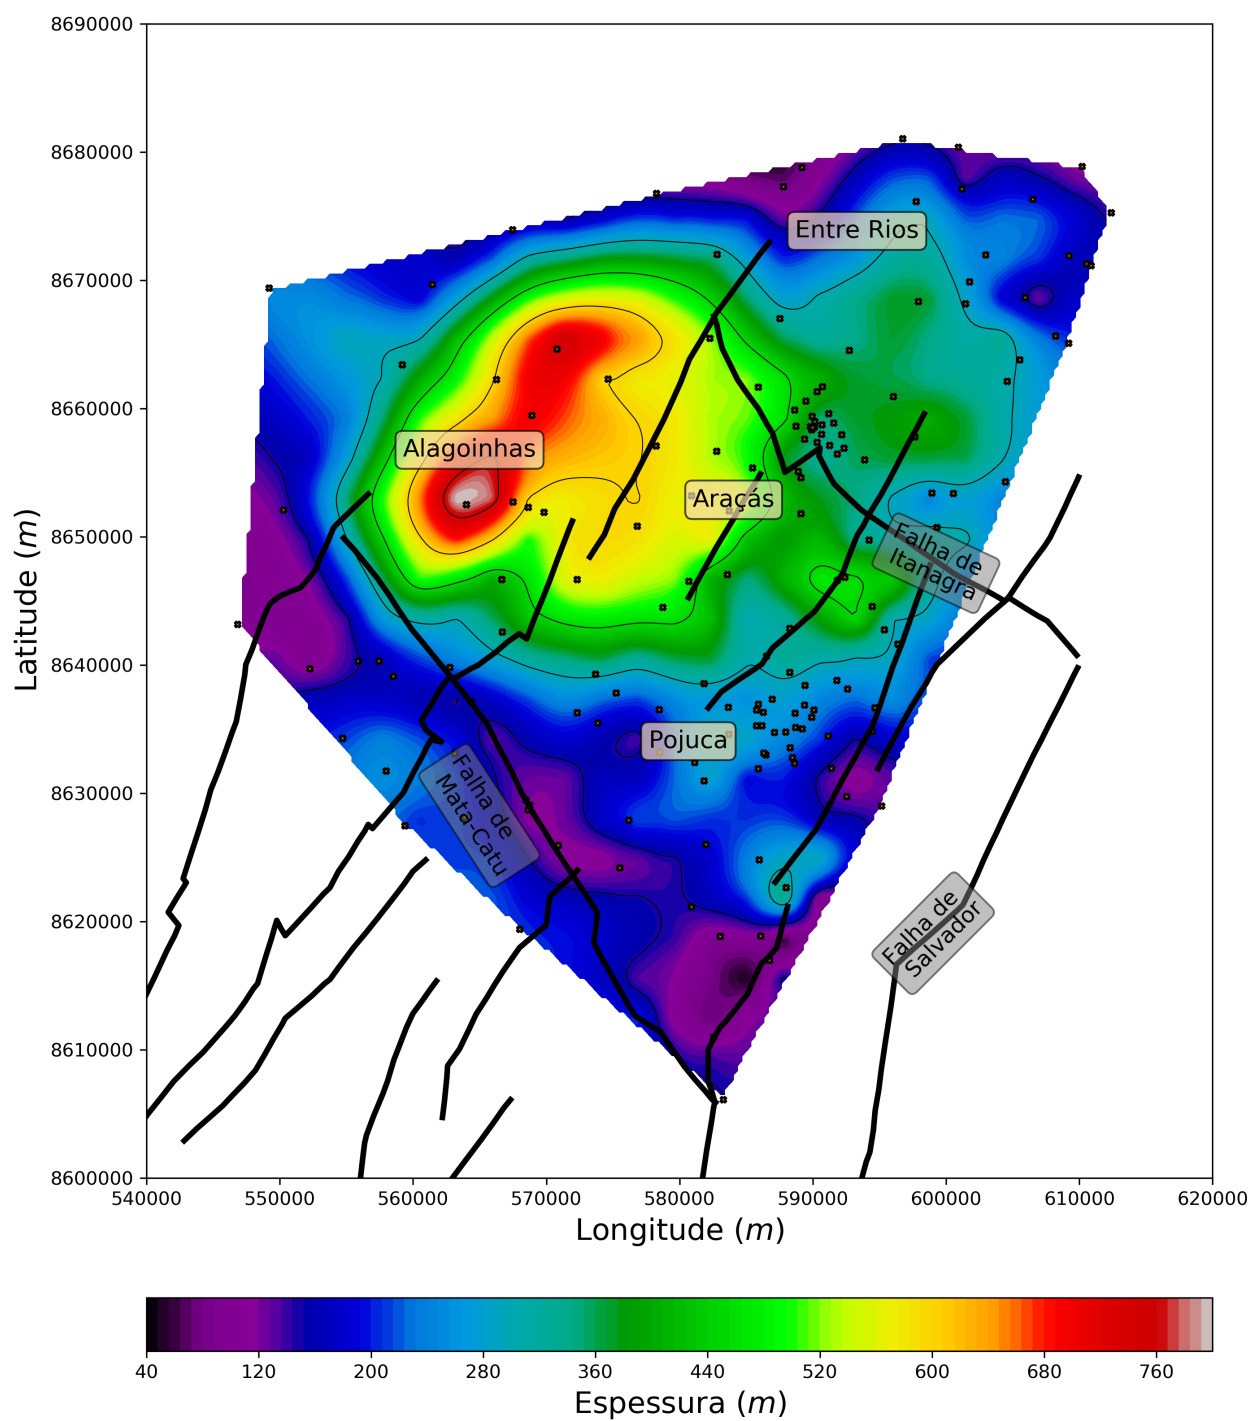 8690000
8680000
8670000
8660000
8650000
8640000
8630000
8620000
8610000
8600000
Latitude (m)
Entre Rios
Alagoinhas
Araçás
Falha de
Itanagra
Pojuca
Falha de
Mata-Catu
Falha de
Salvador
540000 550000 560000 570000 580000 590000 600000 610000 620000
Longitude (m)
40 120 200 280 360 440 520 600 680 760
Espessura (m)